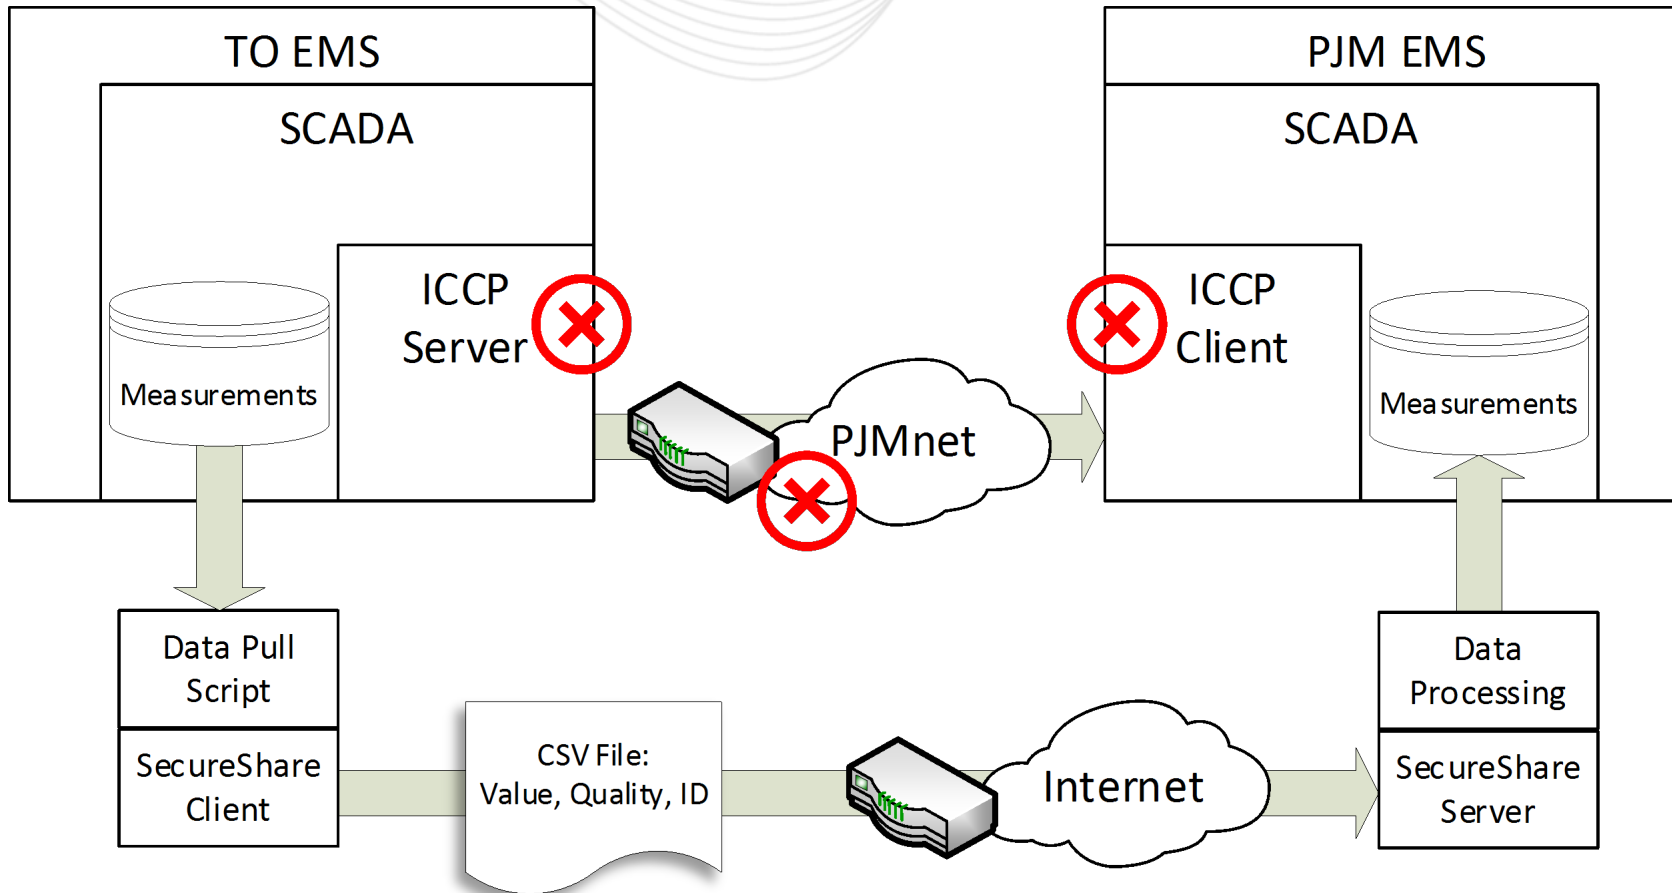 TO EMS
SCADA
ICCP
Server
Measurements
PJMnet
PJM EMS
SCADA
ICCP
Client
Measurements
Data Pull
Script
SecureShare
Client
CSV File:
Value, Quality, ID
Internet
Data
Processing
SecureShare
Server